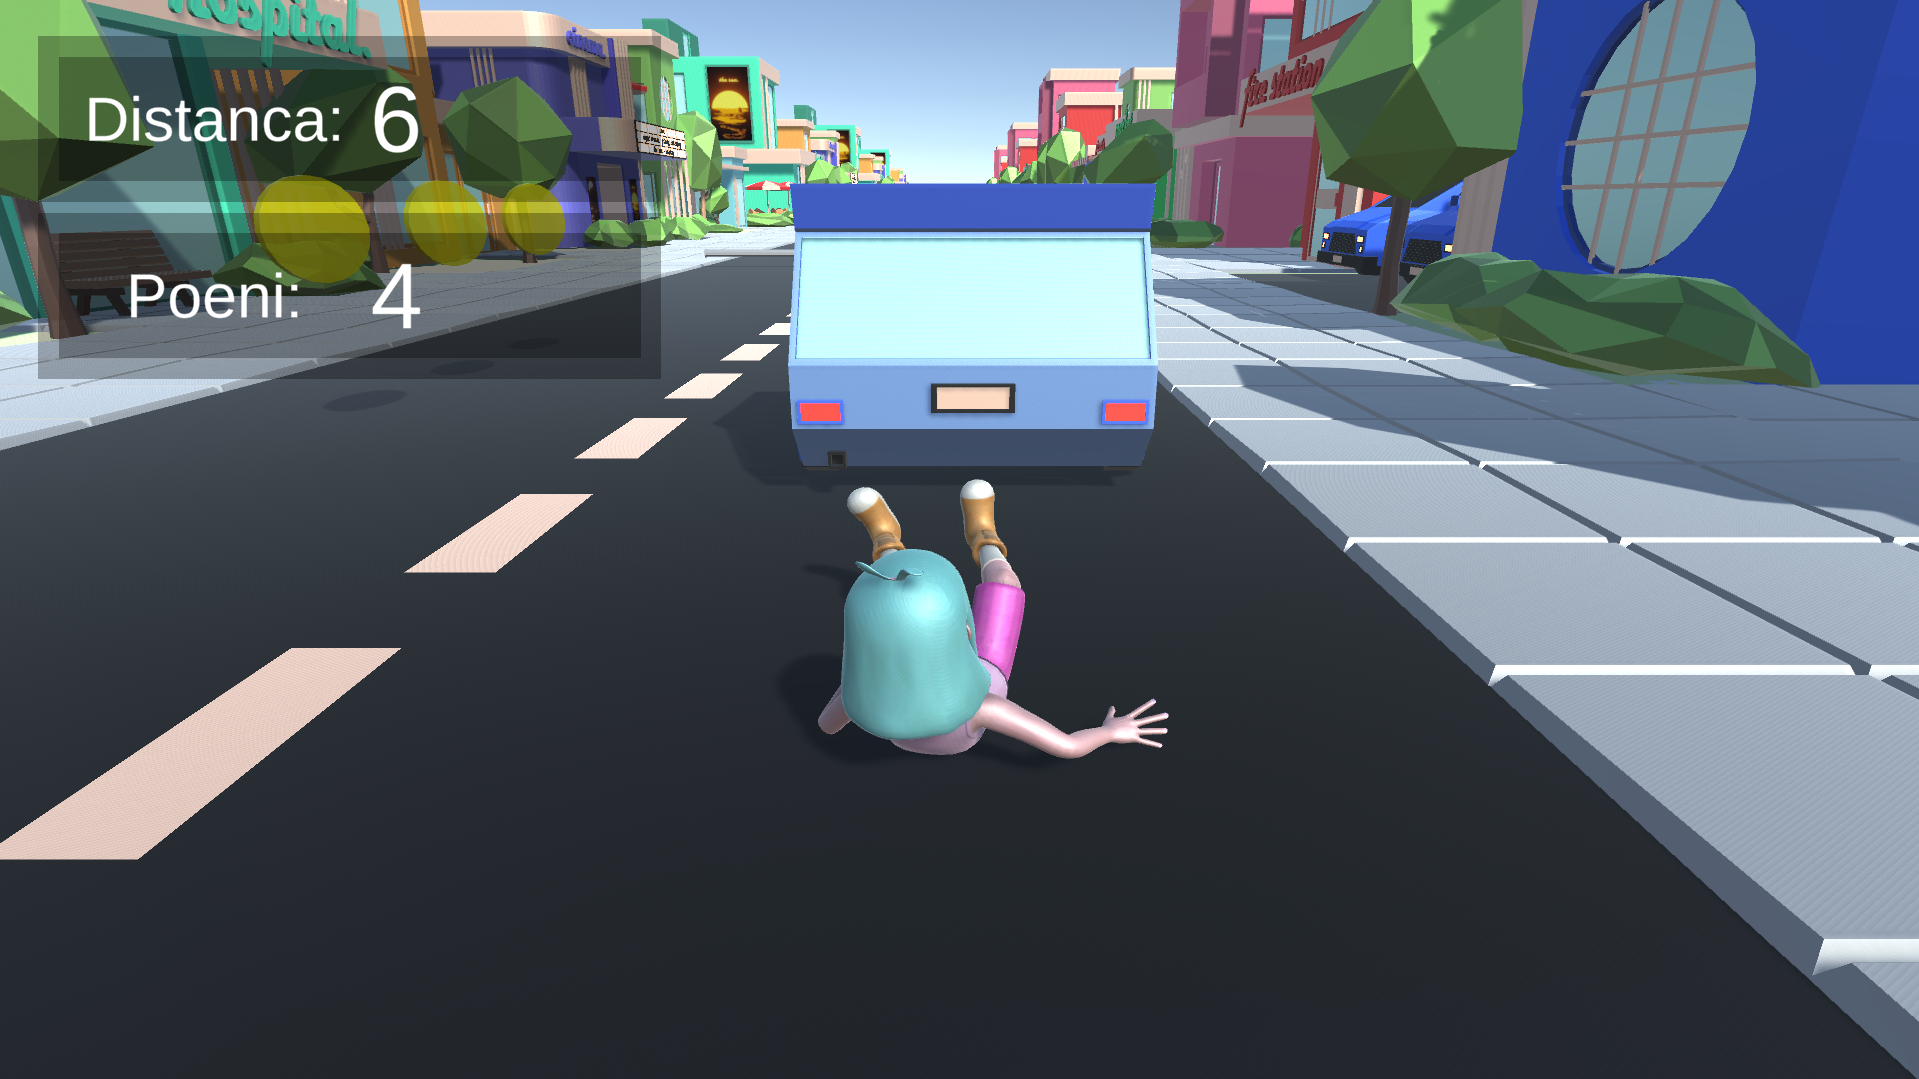 Hospital
cinema
Distanca: 6
Poeni: 4
fire station